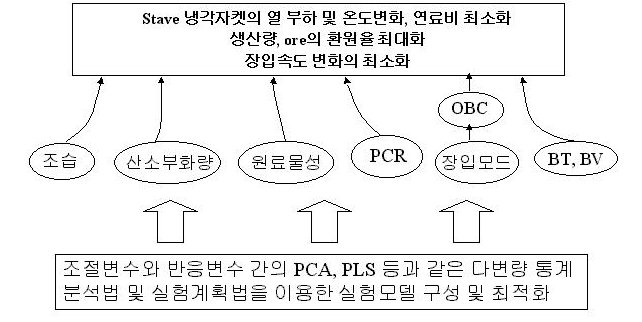 Stave 냉각자켓의 열 부하 및 온도변화, 연료비 최소화
생산량, ore의 환원율 최대화
장입속도 변화의 최소화
OBC
조습
산소부화량
원료물성
PCR
장입모드
BT, BV
조절변수와 반응변수 간의 PCA, PLS 등과 같은 다변량 통계
분석법 및 실험계획법을 이용한 실험모델 구성 및 최적화